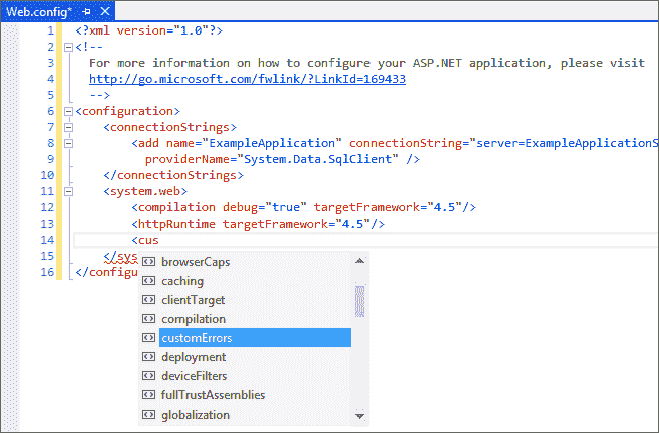 Web.config*
1 <?xml version="1.0"?>
2 <!--
3 For more information on how to configure your ASP.NET application, please visit
4 http://go.microsoft.com/fwlink/?LinkId=169433
5 -->
6 <configuration>
7 <connectionStrings>
8 <add name="ExampleApplication" connectionString="server=ExampleApplicationS
9 providerName="System.Data.SqlClient" />
10 </connectionStrings>
11 <system.web>
12 <compilation debug="true" targetFramework="4.5"/>
13 <httpRuntime targetFramework="4.5"/>
14 <cus
15 </sys
16 </configu
browserCaps
caching
clientTarget
compilation
customErrors
deployment
deviceFilters
fullTrustAssemblies
globalization